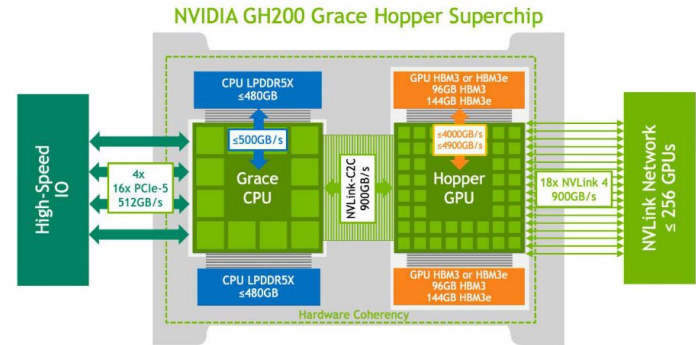 NVIDIA GH200 Grace Hopper Superchip
High-Speed
IO
4x
16x PCIe-5
512GB/s
CPU LPDDR5X
≤480GB
≤500GB/s
Grace
CPU
CPU LPDDR5X
≤480GB
NVLink-C2C
900GB/s
GPU HBM3 or HBM3e
96GB HBM3
144GB HBM3e
≤4000GB/s
≤4900GB/s
Hopper
GPU
GPU HBM3 or HBM3e
96GB HBM3
144GB HBM3e
18x NVLink 4
900GB/s
NVLink Network
≤ 256 GPUs
Hardware Coherency